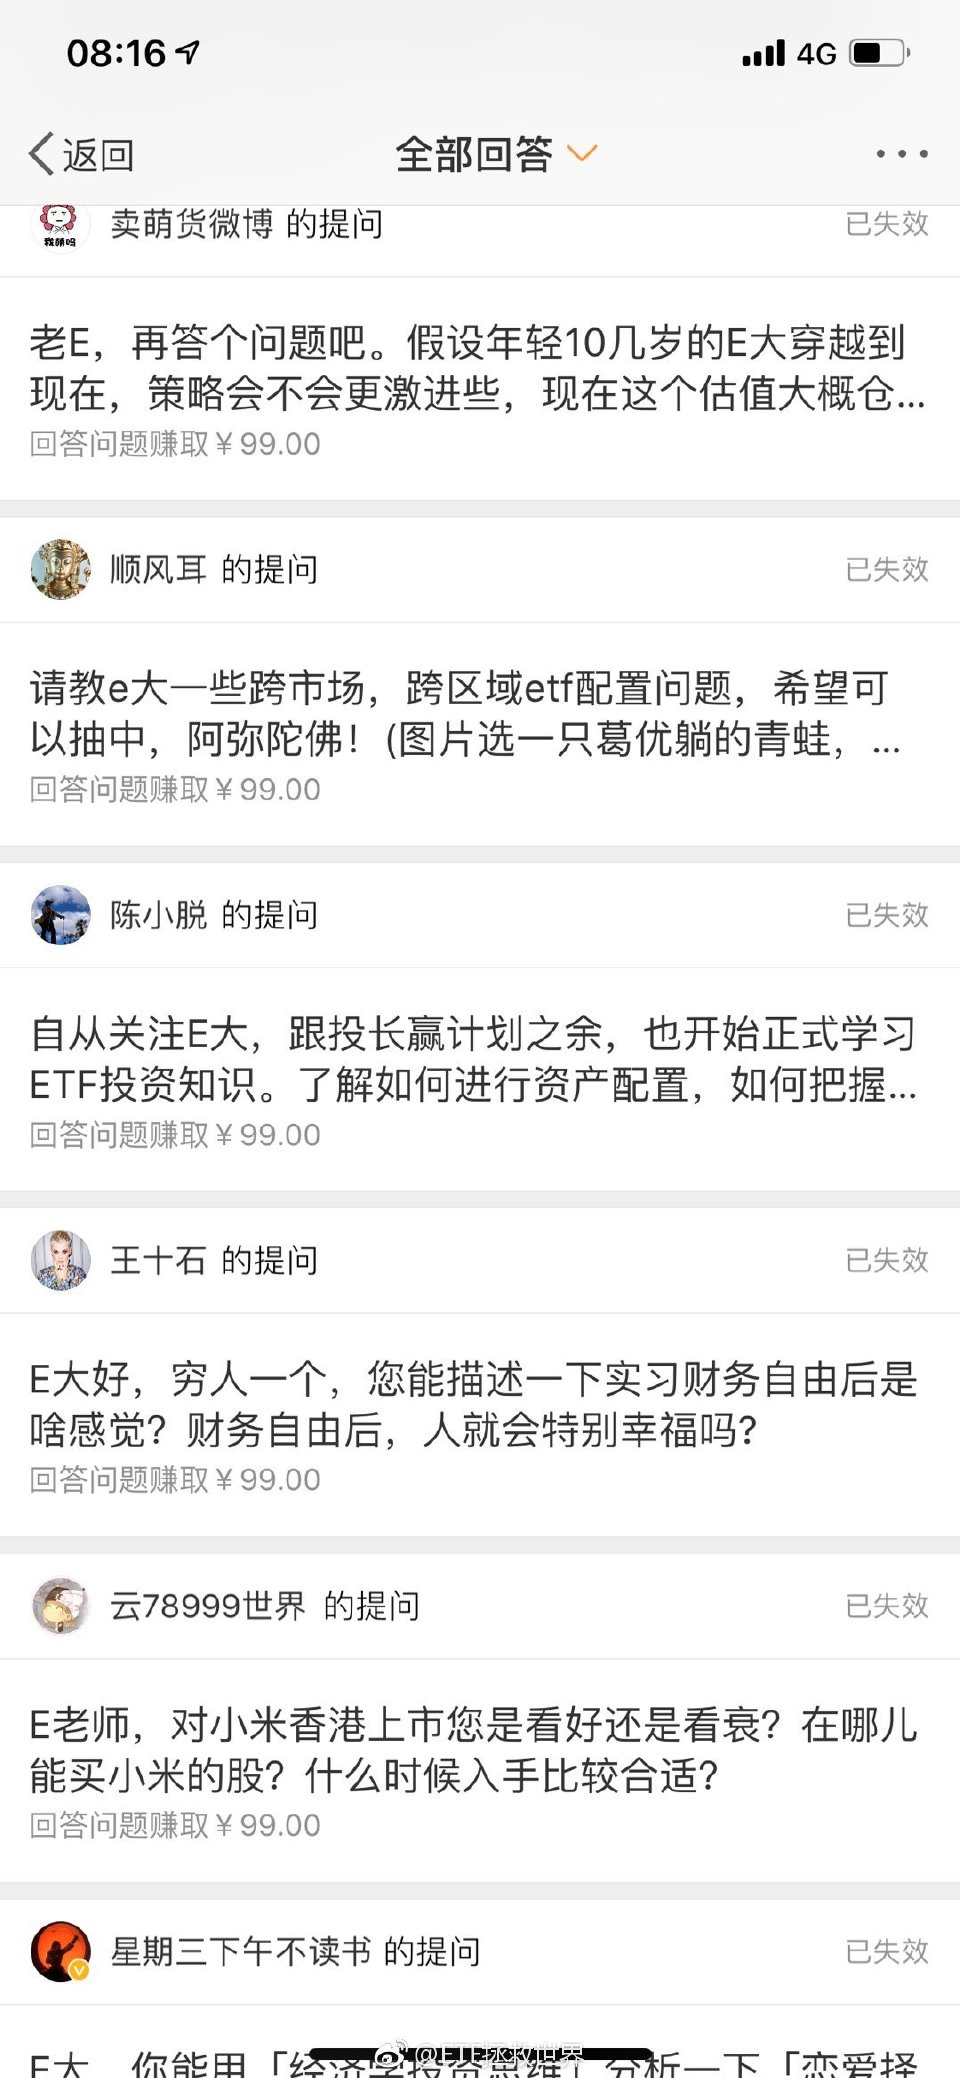 08:16
4G
返回
全部回答
我萌吗
卖萌货微博 的提问
已失效
老E，再答个问题吧。假设年轻10几岁的E大穿越到
现在，策略会不会更激进些，现在这个估值大概仓...
回答问题赚取￥99.00
顺风耳 的提问
已失效
请教e大一些跨市场，跨区域etf配置问题，希望可
以抽中，阿弥陀佛！(图片选一只葛优躺的青蛙，...
回答问题赚取￥99.00
陈小脱 的提问
已失效
自从关注E大，跟投长赢计划之余，也开始正式学习
ETF投资知识。了解如何进行资产配置，如何把握...
回答问题赚取￥99.00
王十石 的提问
已失效
E大好，穷人一个，您能描述一下实习财务自由后是
啥感觉？财务自由后，人就会特别幸福吗？
回答问题赚取￥99.00
云78999世界 的提问
已失效
E老师，对小米香港上市您是看好还是看衰？在哪儿
能买小米的股？什么时候入手比较合适？
回答问题赚取￥99.00
星期三下午不读书 的提问
已失效
E大，你能用「经济学投资思维」分析一下「恋爱择
@ETF拯救世界